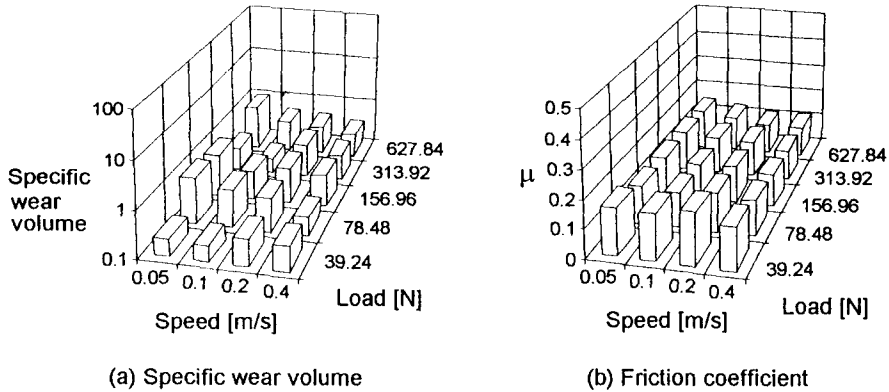 100
10
1
0.1
Specific
wear
volume
0.05
0.1
0.2
0.4
Speed [m/s]
627.84
313.92
156.96
78.48
39.24
Load [N]
(a) Specific wear volume
0.5
0.4
0.3
0.2
0.1
0
μ
0.05
0.1
0.2
0.4
Speed [m/s]
627.84
313.92
156.96
78.48
39.24
Load [N]
(b) Friction coefficient